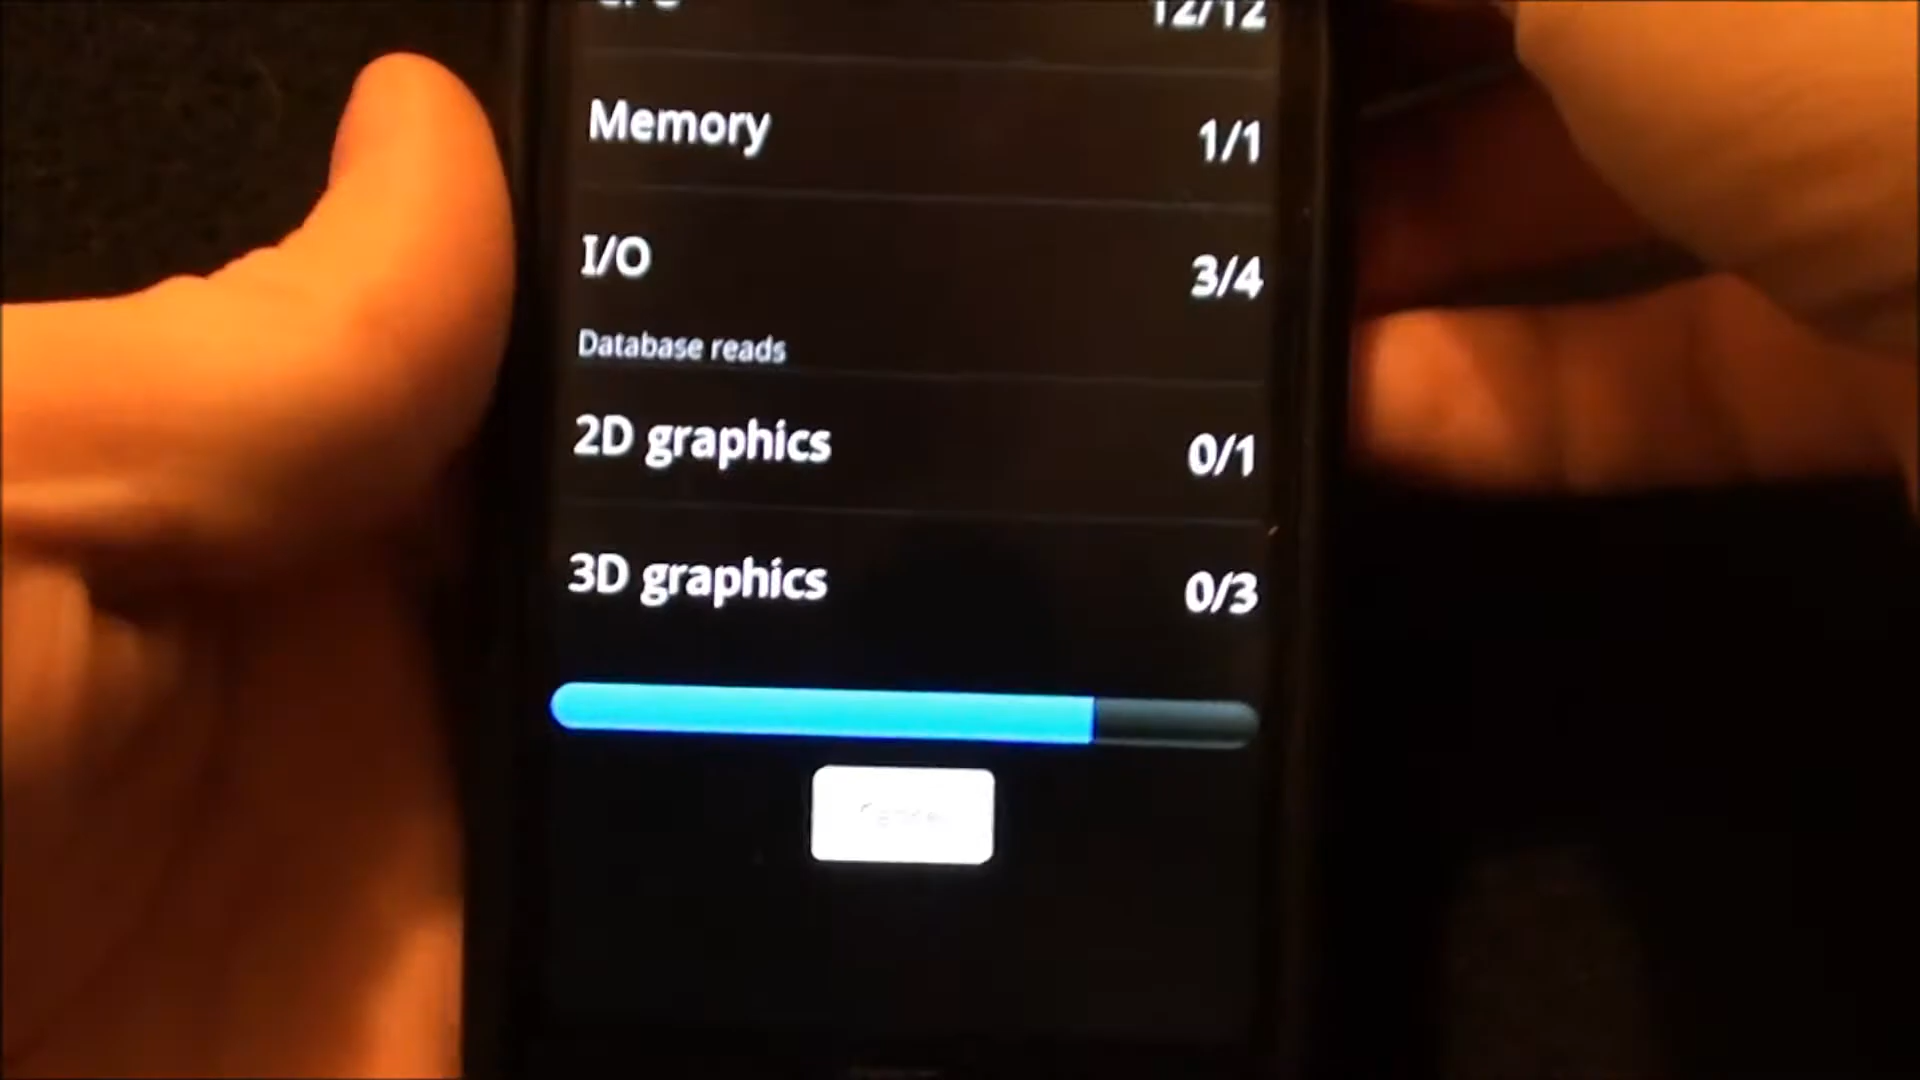 12/12
Memory 1/1
I/O 3/4
Database reads
2D graphics 0/1
3D graphics 0/3